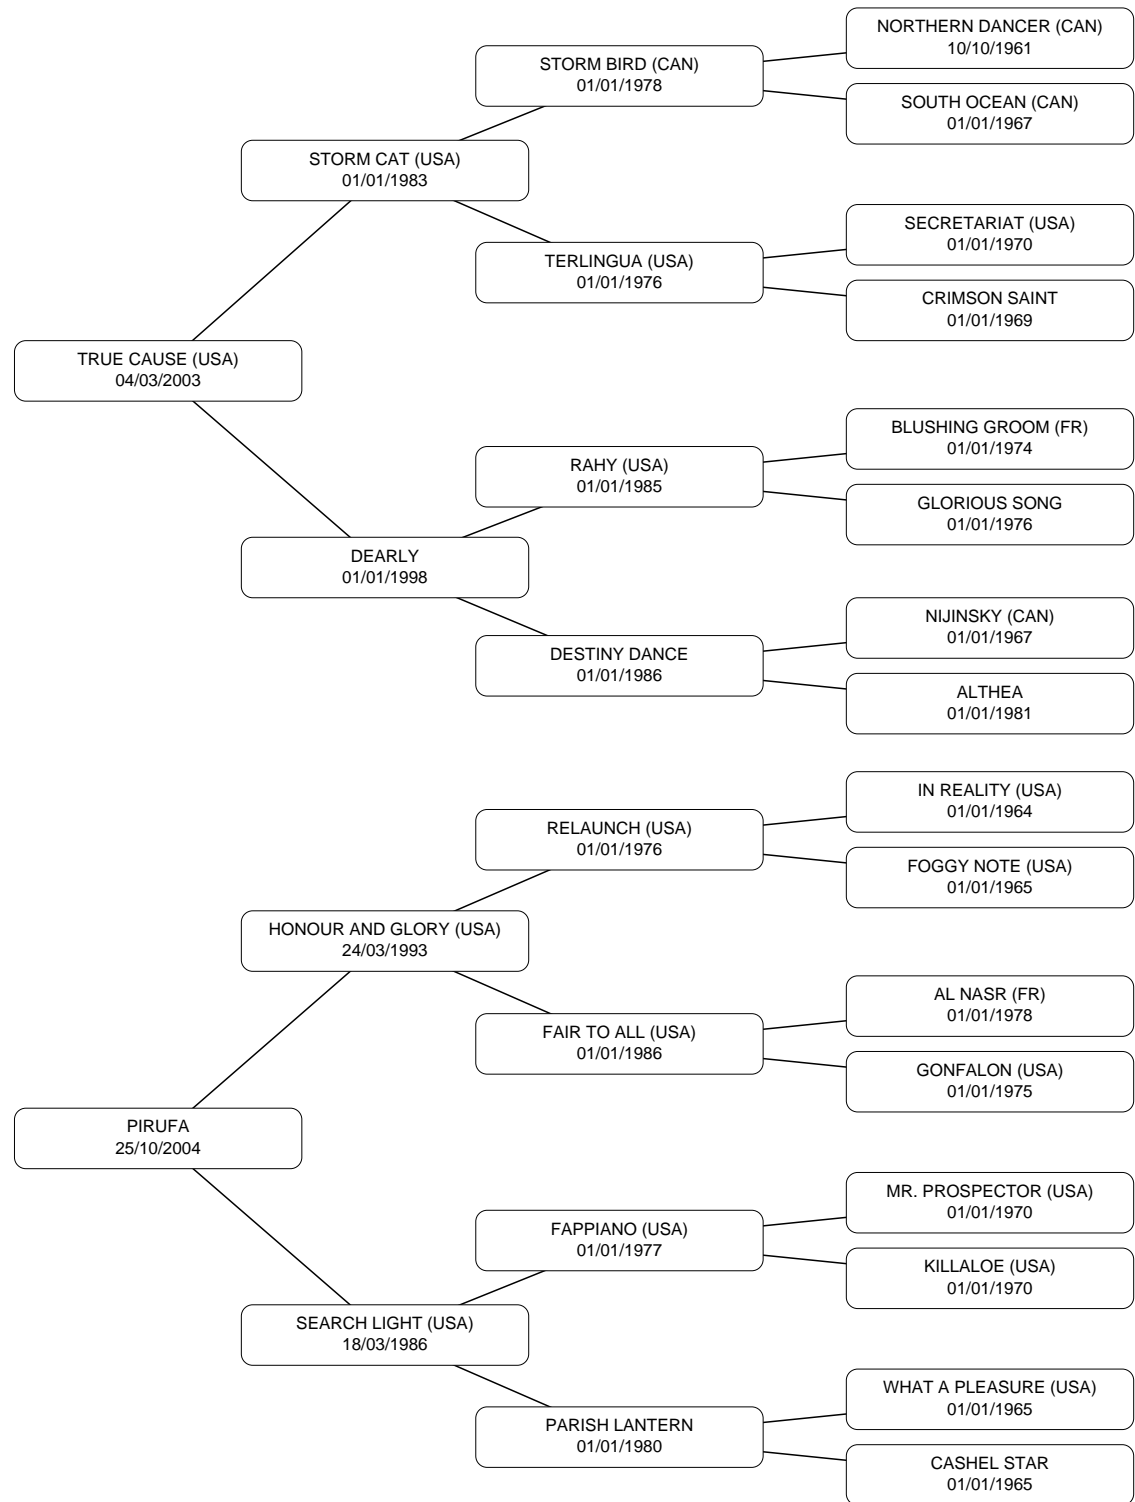 NORTHERN DANCER (CAN)
10/10/1961
STORM BIRD (CAN)
01/01/1978
SOUTH OCEAN (CAN)
01/01/1967
STORM CAT (USA)
01/01/1983
SECRETARIAT (USA)
01/01/1970
TERLINGUA (USA)
01/01/1976
CRIMSON SAINT
01/01/1969
TRUE CAUSE (USA)
04/03/2003
BLUSHING GROOM (FR)
01/01/1974
RAHY (USA)
01/01/1985
GLORIOUS SONG
01/01/1976
DEARLY
01/01/1998
NIJINSKY (CAN)
01/01/1967
DESTINY DANCE
01/01/1986
ALTHEA
01/01/1981
IN REALITY (USA)
01/01/1964
RELAUNCH (USA)
01/01/1976
FOGGY NOTE (USA)
01/01/1965
HONOUR AND GLORY (USA)
24/03/1993
AL NASR (FR)
01/01/1978
FAIR TO ALL (USA)
01/01/1986
GONFALON (USA)
01/01/1975
PIRUFA
25/10/2004
MR. PROSPECTOR (USA)
01/01/1970
FAPPIANO (USA)
01/01/1977
KILLALOE (USA)
01/01/1970
SEARCH LIGHT (USA)
18/03/1986
WHAT A PLEASURE (USA)
01/01/1965
PARISH LANTERN
01/01/1980
CASHEL STAR
01/01/1965